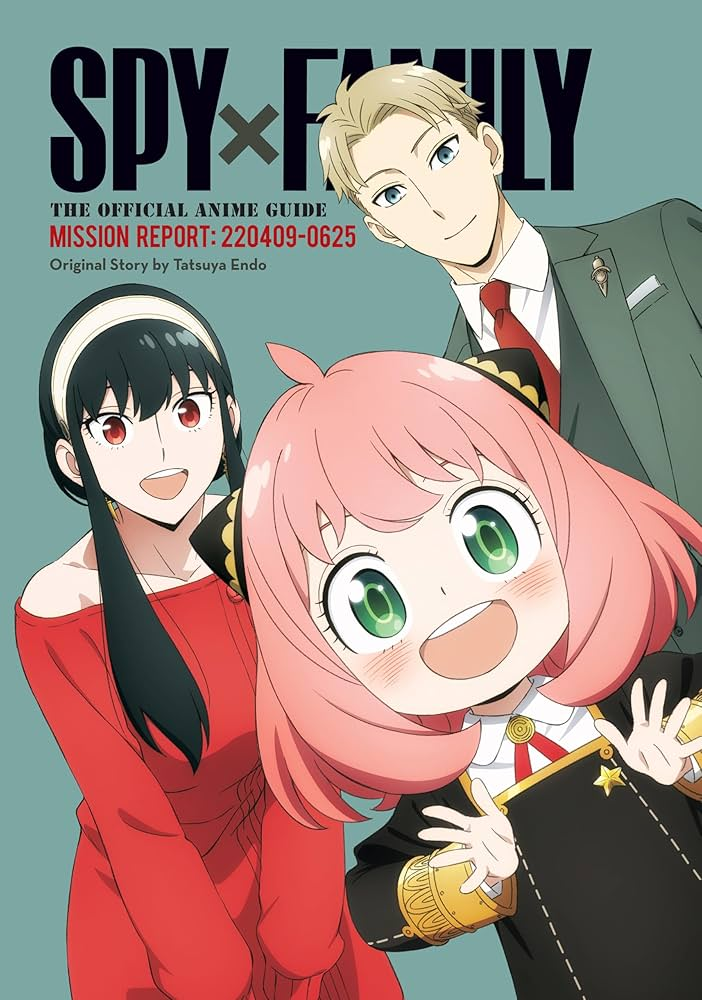 SPY×FAMILY
THE OFFICIAL ANIME GUIDE
MISSION REPORT: 220409-0625
Original Story by Tatsuya Endo